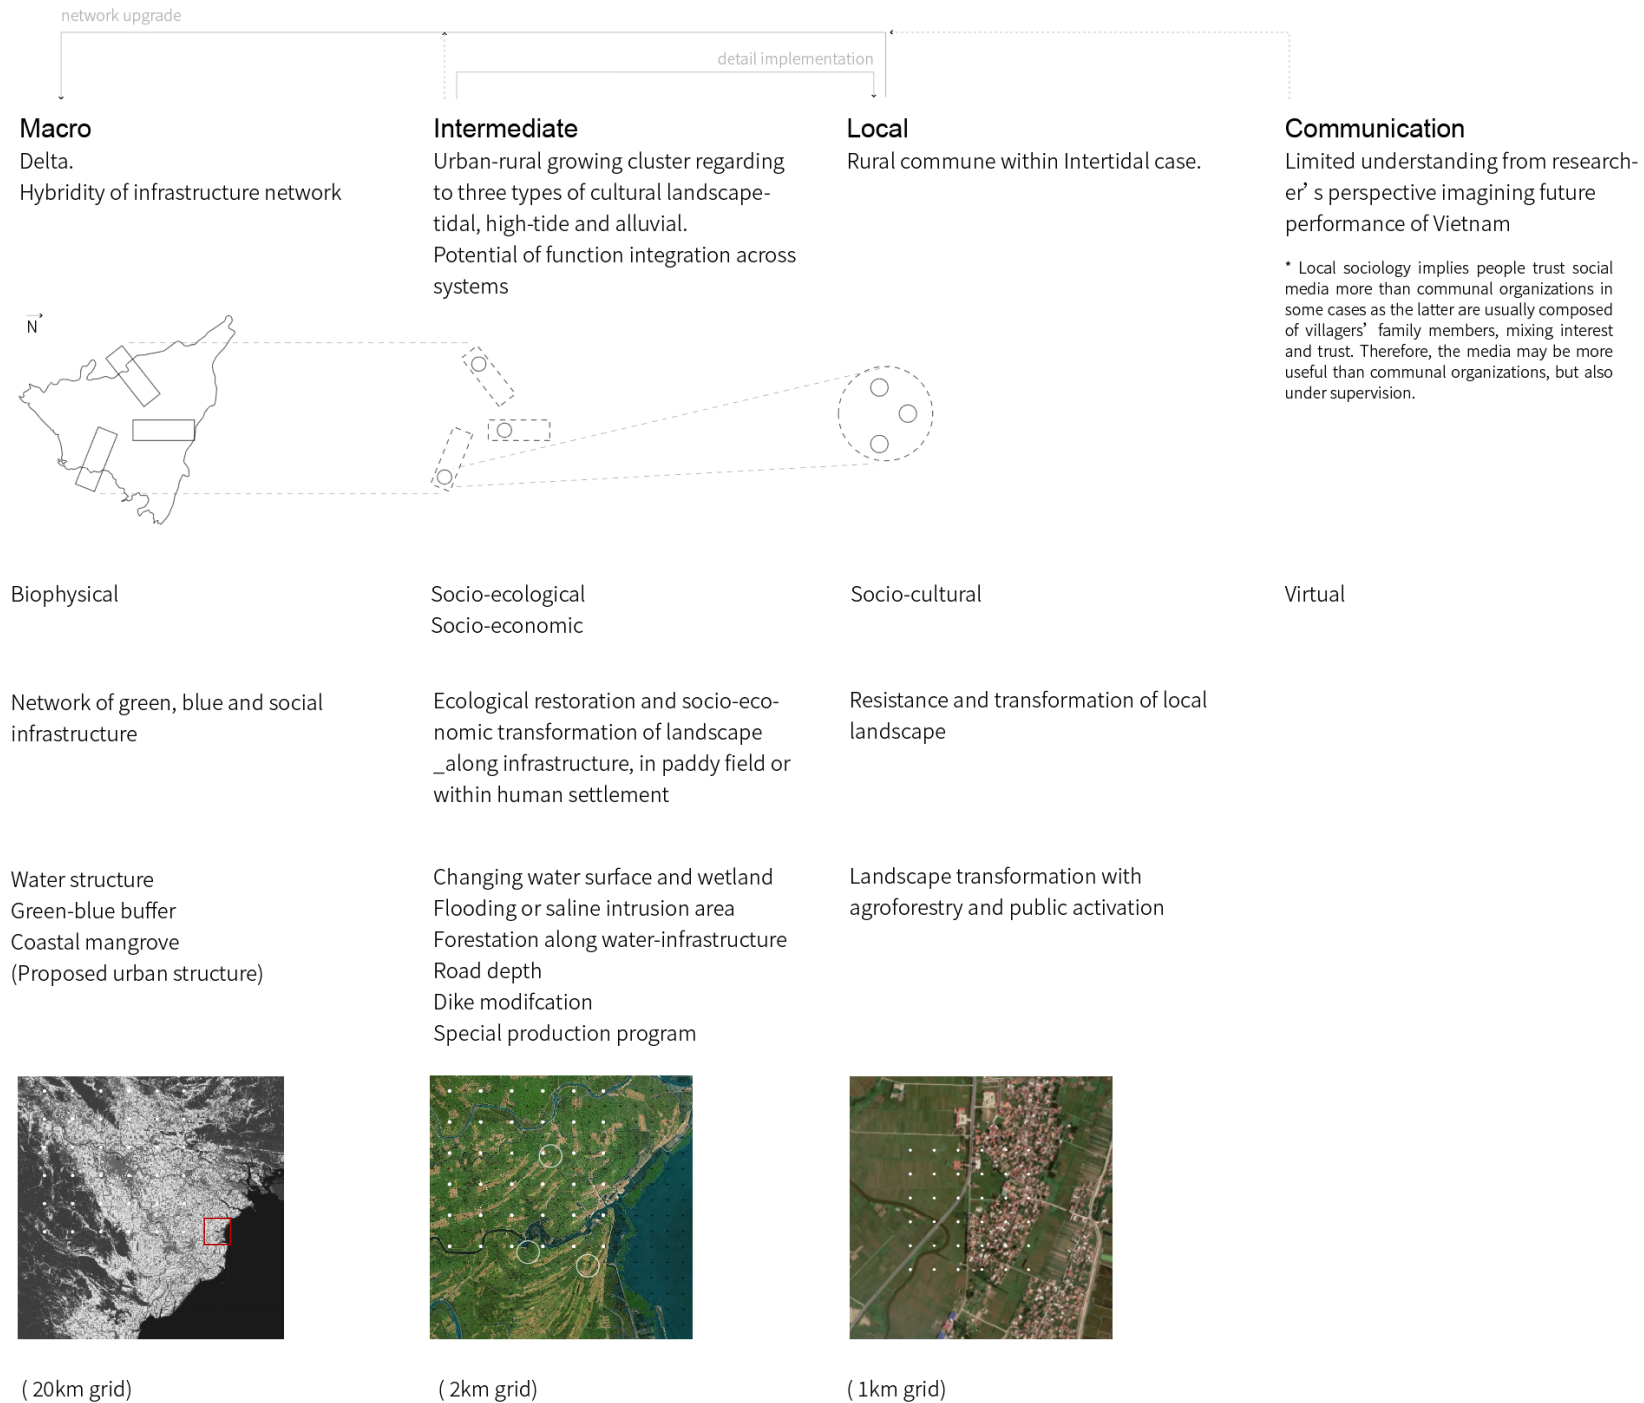 network upgrade
detail implementation
Macro
Delta.
Hybridity of infrastructure network
Intermediate
Urban-rural growing cluster regarding
to three types of cultural landscape-
tidal, high-tide and alluvial.
Potential of function integration across
systems
Local
Rural commune within Intertidal case.
Communication
Limited understanding from research-
er’s perspective imagining future
performance of Vietnam
* Local sociology implies people trust social
media more than communal organizations in
some cases as the latter are usually composed
of villagers’ family members, mixing interest
and trust. Therefore, the media may be more
useful than communal organizations, but also
under supervision.
N
Biophysical
Socio-ecological
Socio-economic
Socio-cultural
Virtual
Network of green, blue and social
infrastructure
Ecological restoration and socio-eco-
nomic transformation of landscape
_along infrastructure, in paddy field or
within human settlement
Resistance and transformation of local
landscape
Water structure
Green-blue buffer
Coastal mangrove
(Proposed urban structure)
Changing water surface and wetland
Flooding or saline intrusion area
Forestation along water-infrastructure
Road depth
Dike modifcation
Special production program
Landscape transformation with
agroforestry and public activation
( 20km grid)
( 2km grid)
( 1km grid)